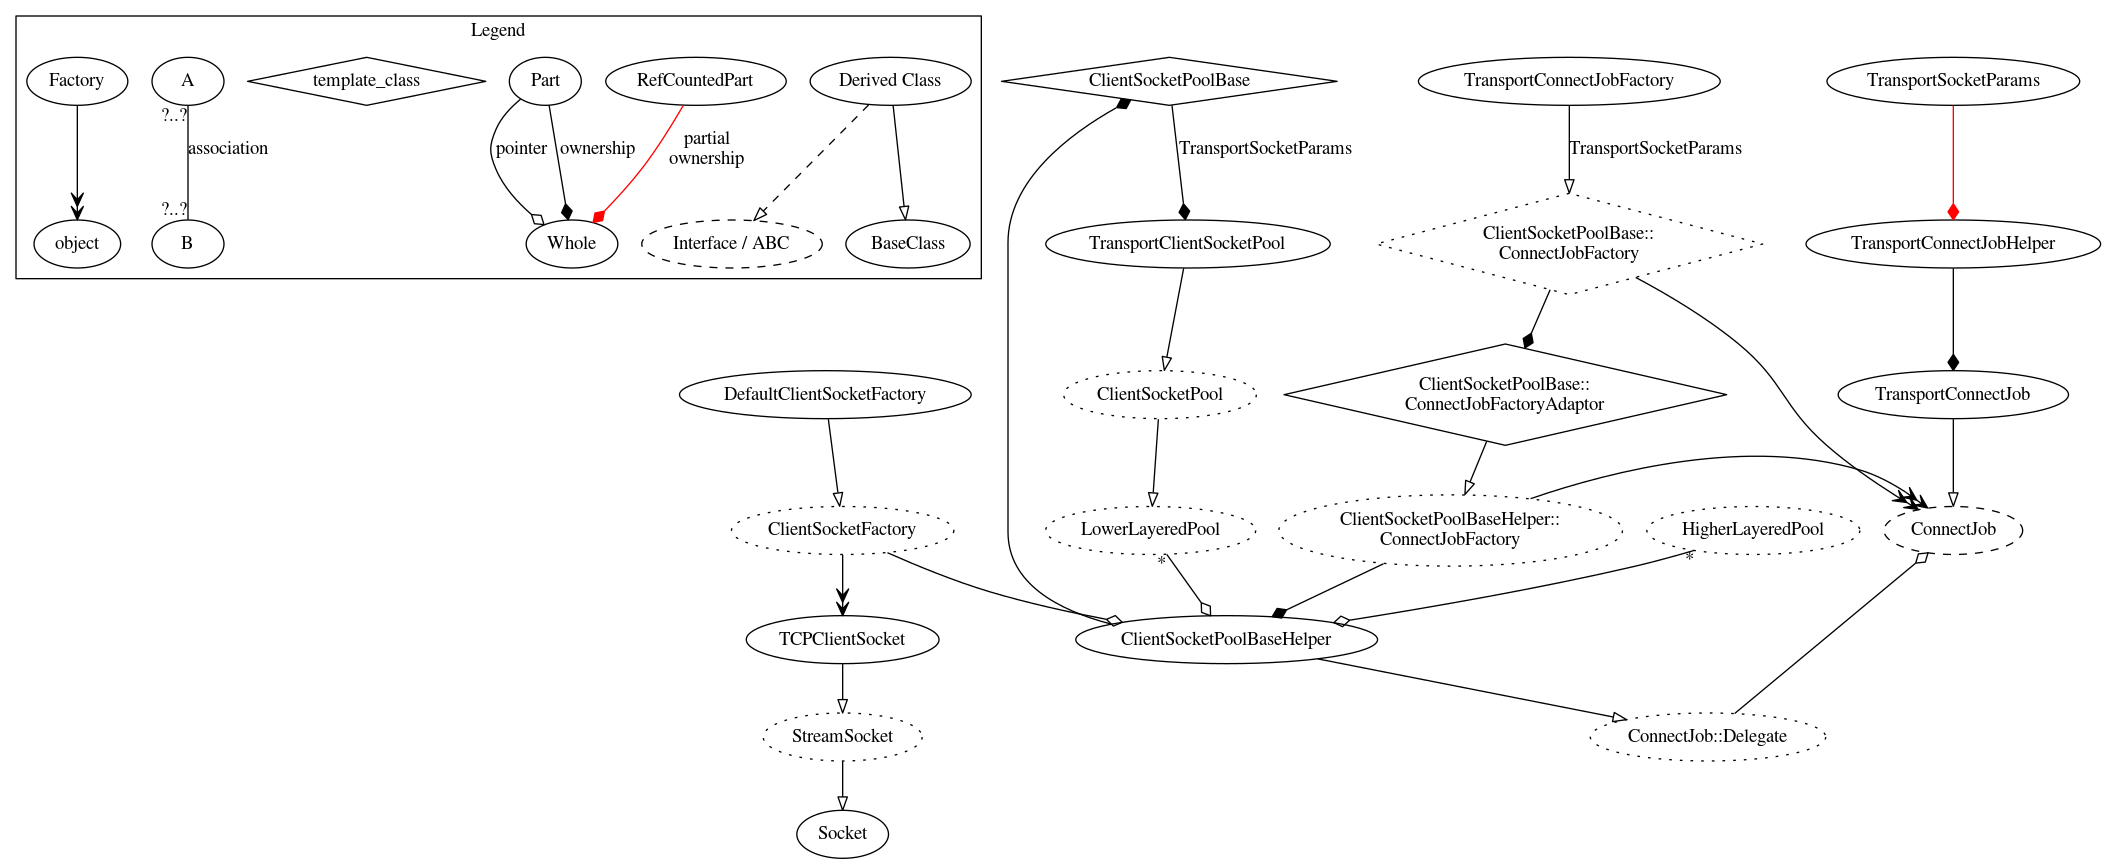 Legend
Factory
A
template_class
Part
RefCountedPart
Derived Class
?..?
association
pointer
ownership
partial
ownership
?..?
object
B
Whole
Interface / ABC
BaseClass
ClientSocketPoolBase
TransportConnectJobFactory
TransportSocketParams
TransportSocketParams
TransportSocketParams
TransportClientSocketPool
ClientSocketPoolBase::
ConnectJobFactory
TransportConnectJobHelper
DefaultClientSocketFactory
ClientSocketPool
ClientSocketPoolBase::
ConnectJobFactoryAdaptor
TransportConnectJob
ClientSocketFactory
LowerLayeredPool
ClientSocketPoolBaseHelper::
ConnectJobFactory
HigherLayeredPool
ConnectJob
*
*
TCPClientSocket
ClientSocketPoolBaseHelper
StreamSocket
ConnectJob::Delegate
Socket